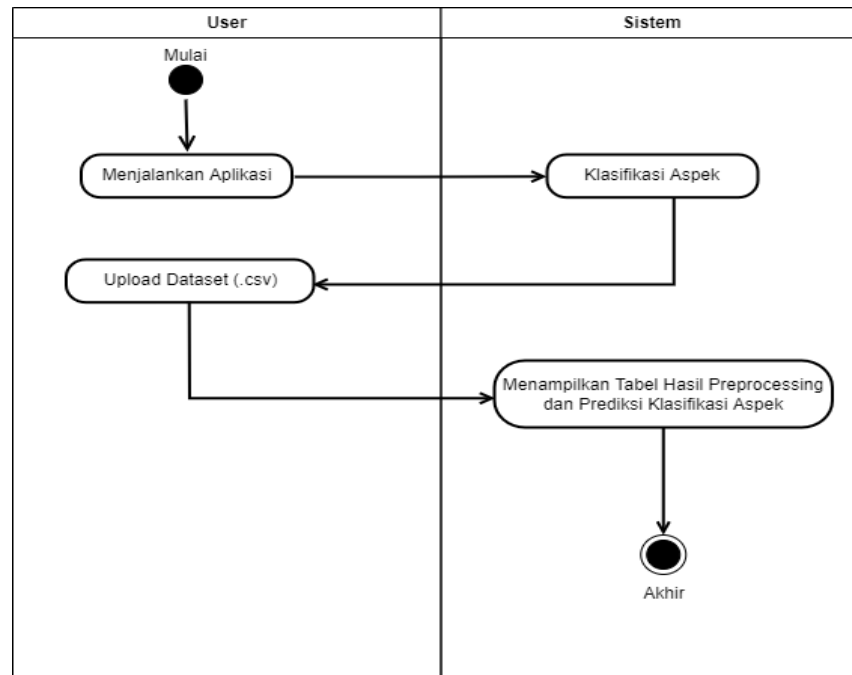 User
Sistem
Mulai
Menjalankan Aplikasi
Klasifikasi Aspek
Upload Dataset (.csv)
Menampilkan Tabel Hasil Preprocessing
dan Prediksi Klasifikasi Aspek
Akhir